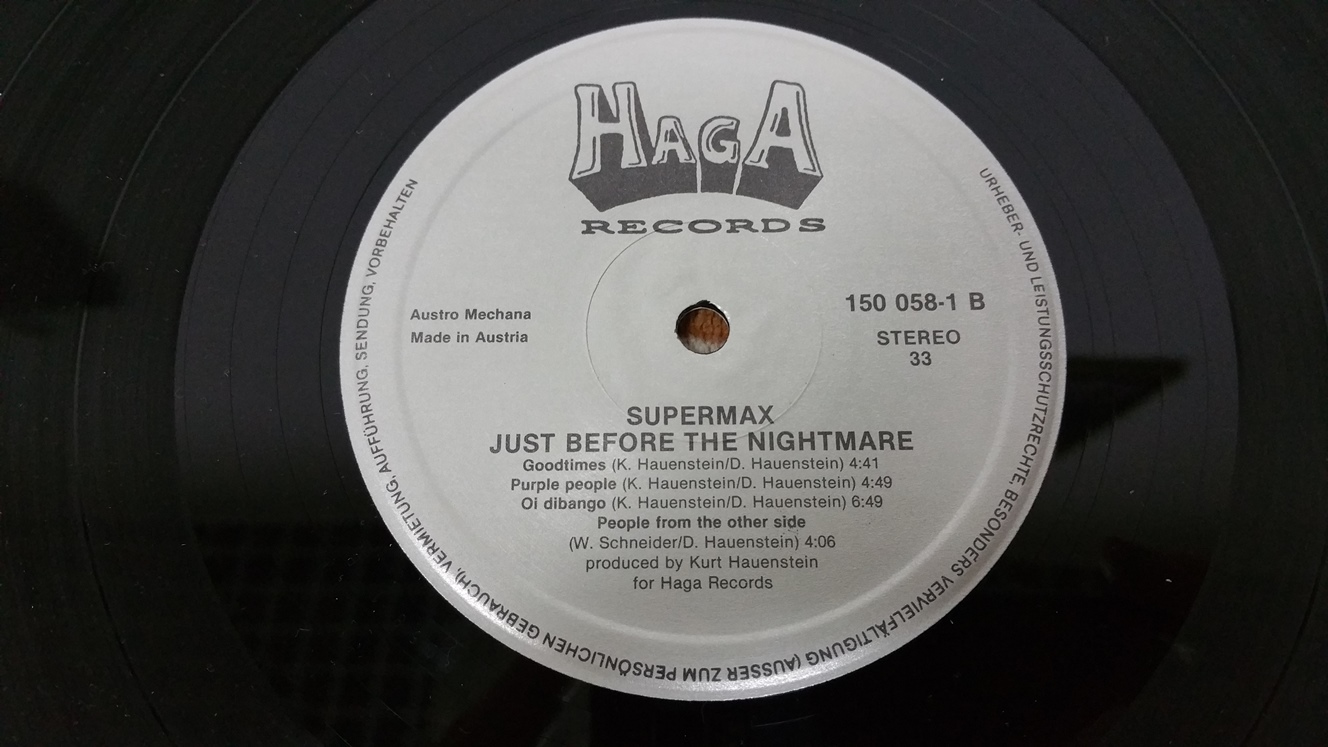 HAGA
RECORDS
Austro Mechana
Made in Austria
150 058-1 B
STEREO
33
SUPERMAX
JUST BEFORE THE NIGHTMARE
Goodtimes (K. Hauenstein/D. Hauenstein) 4:41
Purple people (K. Hauenstein/D. Hauenstein) 4:49
Oi dibango (K. Hauenstein/D. Hauenstein) 6:49
People from the other side
(W. Schneider/D. Hauenstein) 4:06
produced by Kurt Hauenstein
for Haga Records
URHEBER- UND LEISTUNGSSCHUTZRECHTE, BESONDERS VERVIELFÄLTIGUNG (AUSSER ZUM PERSÖNLICHEN GEBRAUCH), VERMIETUNG, AUFFÜHRUNG, SENDUNG, VORBEHALTEN